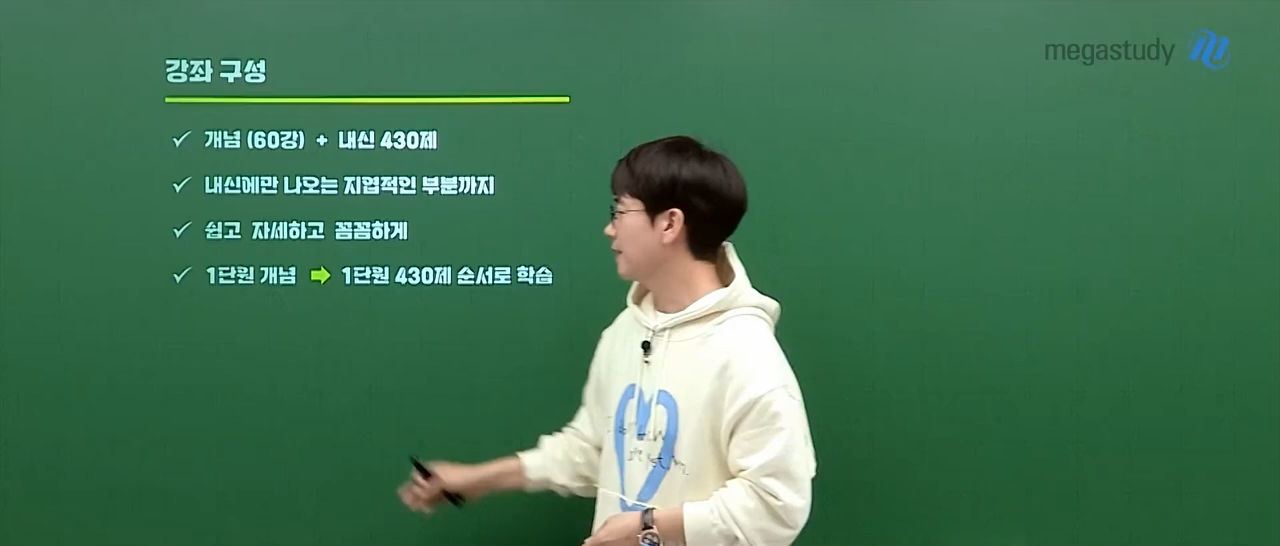 megastudy
강좌 구성
개념 (60강) + 내신 430제
내신에만 나오는 지엽적인 부분까지
쉽고 자세하고 꼼꼼하게
1단원 개념 ➡ 1단원 430제 순서로 학습